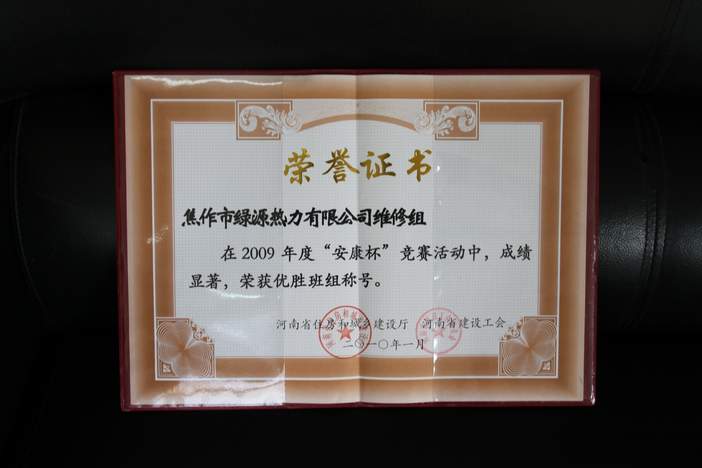 荣誉证书
焦作市绿源热力有限公司维修组
在2009年度“安康杯”竞赛活动中，成绩
显著，荣获优胜班组称号。
河南省住房和城乡建设厅 河南省建设工会
二〇一〇年一月